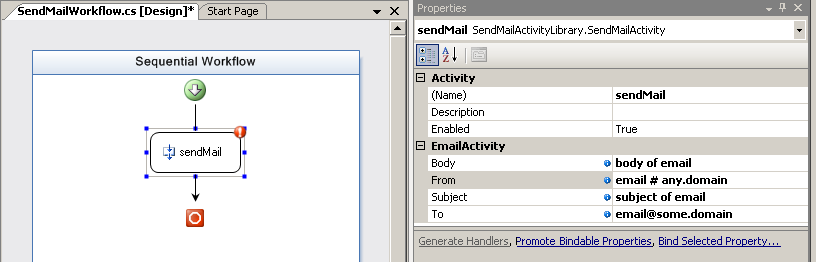 SendMailWorkflow.cs [Design]*
Start Page
Sequential Workflow
sendMail
Properties
sendMail SendMailActivityLibrary.SendMailActivity
Activity
(Name) sendMail
Description
Enabled True
EmailActivity
Body body of email
From email # any.domain
Subject subject of email
To email@some.domain
Generate Handlers, Promote Bindable Properties, Bind Selected Property...